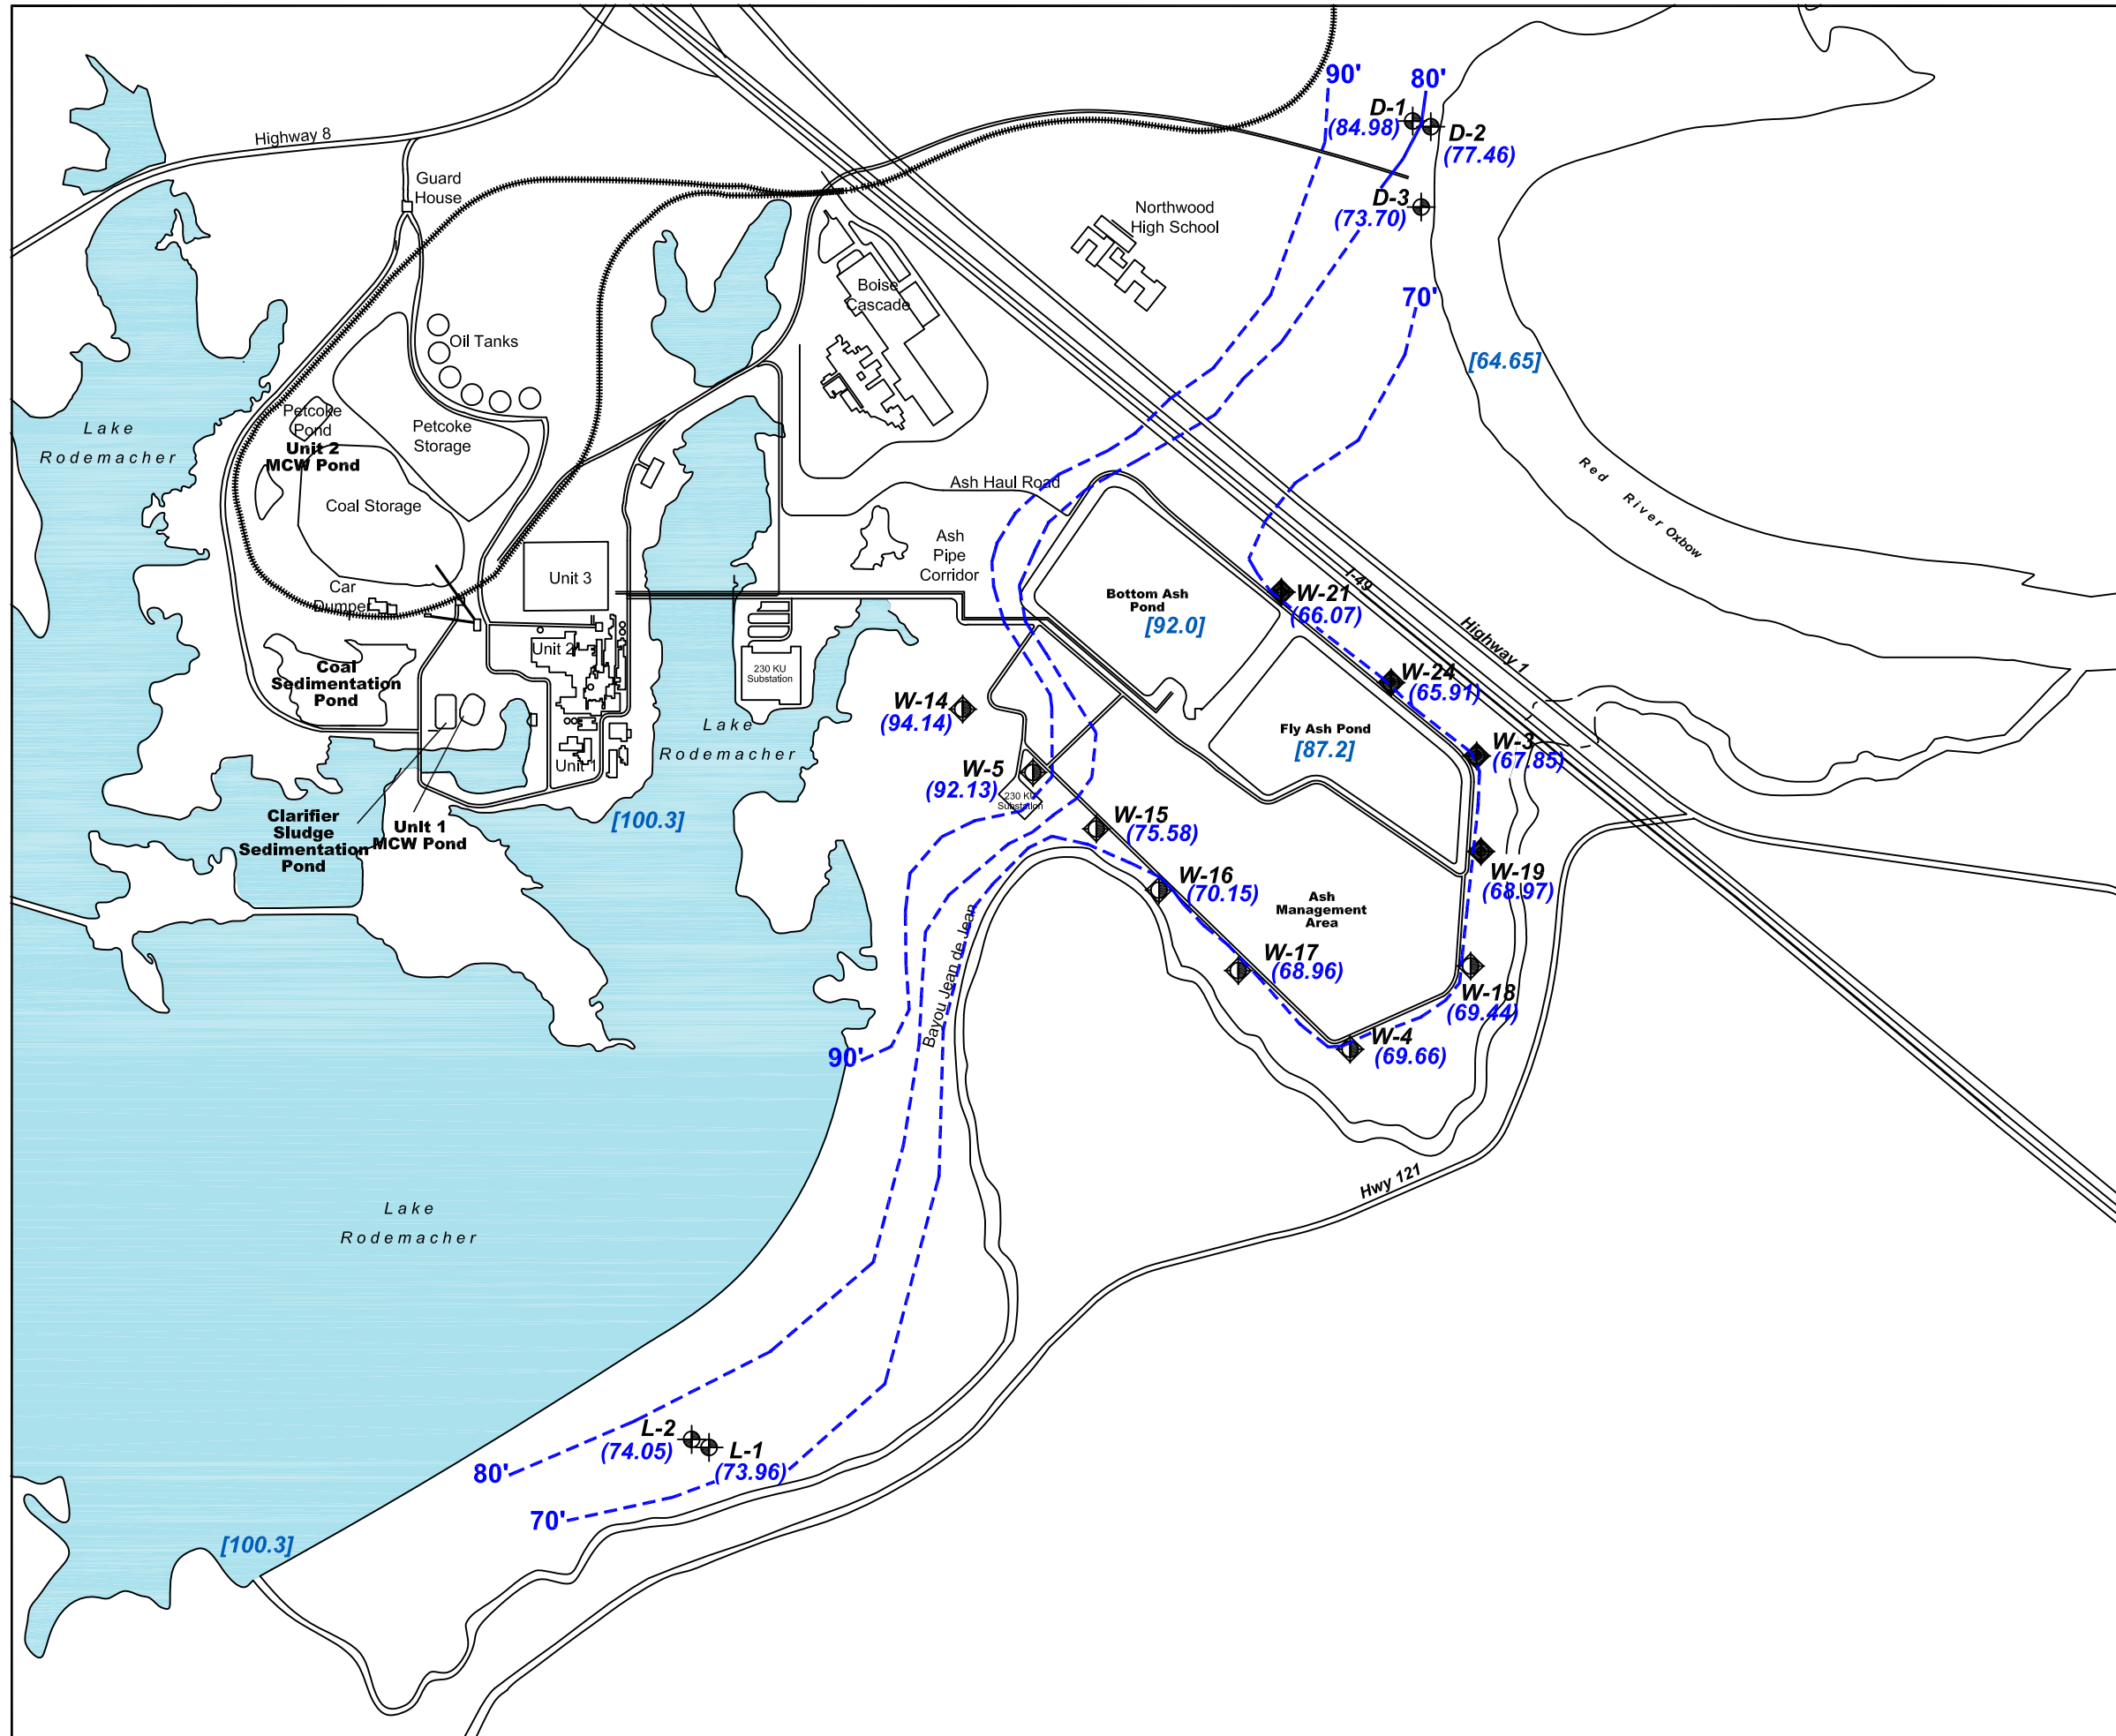 90'
80'
D-1
(84.98)
D-2
(77.46)
Highway 8
Guard
House
D-3
(73.70)
Northwood
High School
70'
Boise
Cascade
Oil Tanks
[64.65]
Petcoke
Pond
Petcoke
Storage
Lake
Rodemacher
Unit 2
MCW Pond
Coal Storage
Ash Haul Road
Red River Oxbow
Ash
Pipe
Corridor
Unit 3
Car
Dumper
I-49
Bottom Ash
Pond
[92.0]
W-21
(66.07)
Highway 1
Unit 2
230 KU
Substation
Coal
Sedimentation
Pond
W-24
(65.91)
W-14
(94.14)
Lake
Rodemacher
Fly Ash Pond
[87.2]
W-3
(67.85)
Unit 1
W-5
(92.13)
230 KU
Substation
Clarifier
Sludge
Sedimentation
Pond
Unit 1
MCW Pond
[100.3]
W-15
(75.58)
W-16
(70.15)
W-19
(68.97)
Ash
Management
Area
Bayou Jean de Jean
W-17
(68.96)
W-18
(69.44)
W-4
(69.66)
90'
Hwy 121
Lake
Rodemacher
L-2
(74.05)
L-1
(73.96)
80'
70'
[100.3]